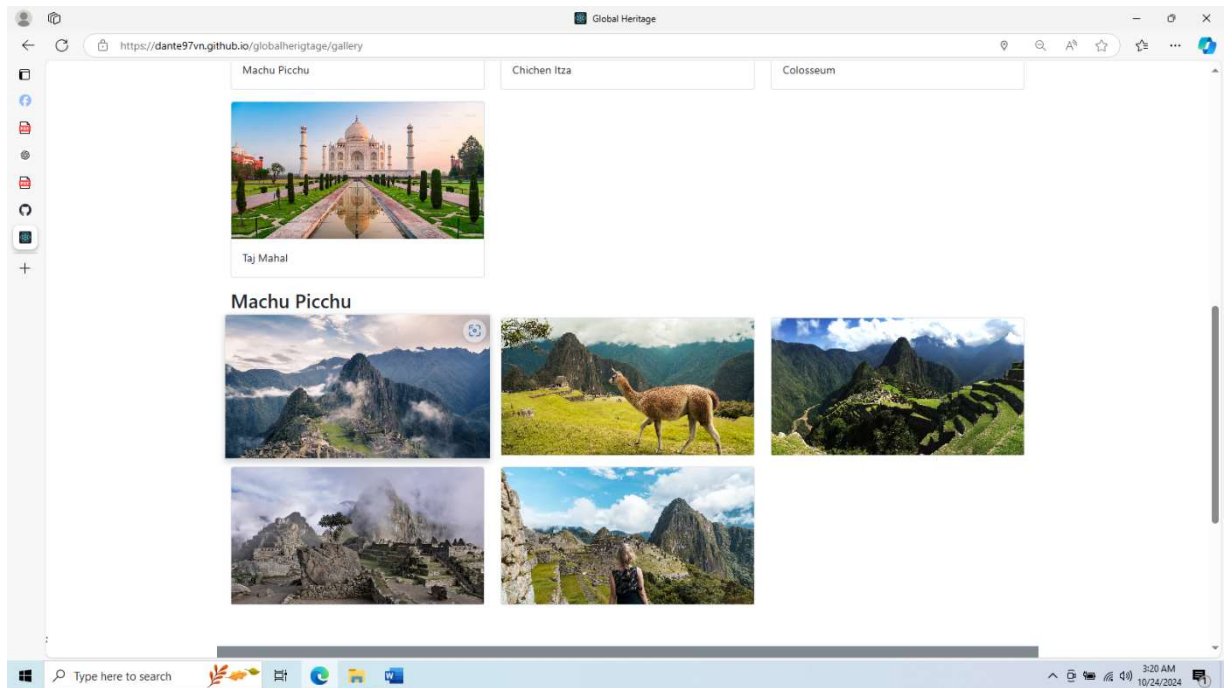 Global Heritage
https://dante97vn.github.io/globalherigtage/gallery
Machu Picchu
Chichen Itza
Colosseum
Taj Mahal
Machu Picchu
Type here to search
3:20 AM
10/24/2024